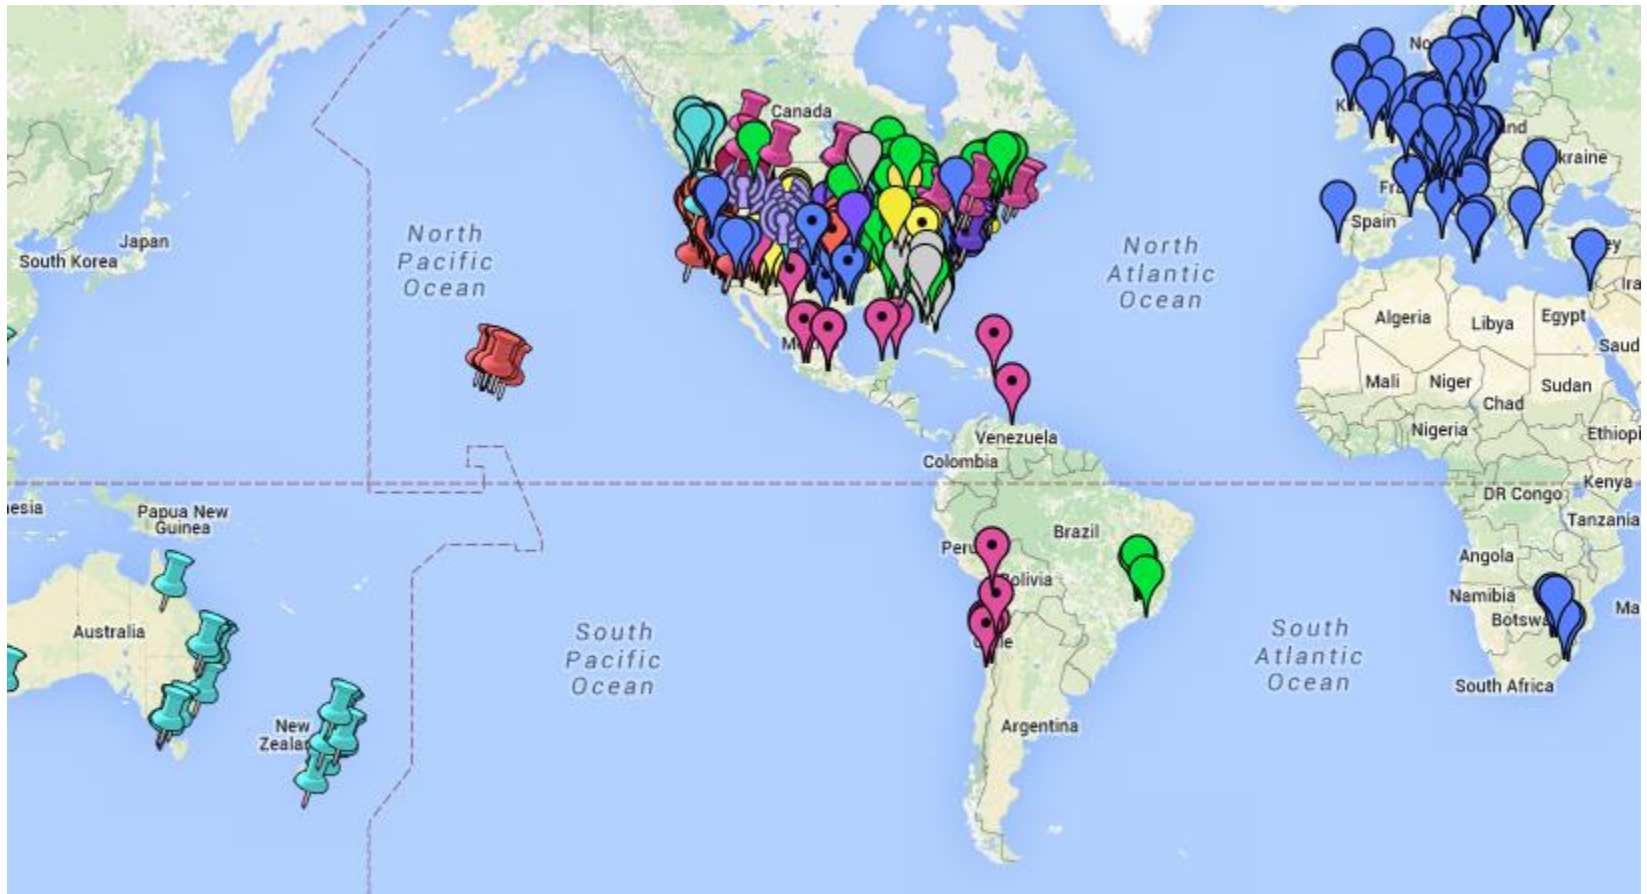 Canada
Japan
South Korea
North
Pacific
Ocean
North
Atlantic
Ocean
Spain
Algeria
Libya
Egypt
Mali
Niger
Chad
Sudan
Nigeria
Venezuela
Colombia
DR Congo
Kenya
Tanzania
Papua New
Guinea
Brazil
Angola
Namibia
Australia
South
Pacific
Ocean
South
Atlantic
Ocean
South Africa
New
Argentina